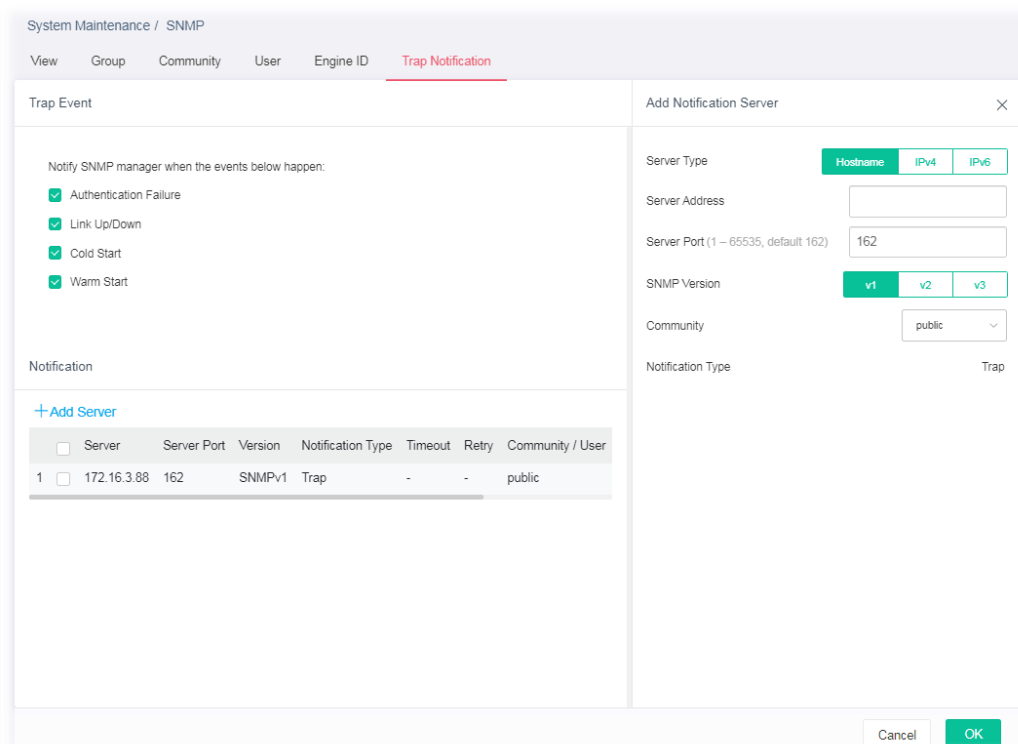 System Maintenance / SNMP
View Group Community User Engine ID Trap Notification
Trap Event
Notify SNMP manager when the events below happen:
Authentication Failure
Link Up/Down
Cold Start
Warm Start
Notification
+Add Server
Server Server Port Version Notification Type Timeout Retry Community / User
1 172.16.3.88 162 SNMPv1 Trap - - public
Add Notification Server
Server Type Hostname IPv4 IPv6
Server Address
Server Port (1 – 65535, default 162) 162
SNMP Version v1 v2 v3
Community public
Notification Type Trap
Cancel OK